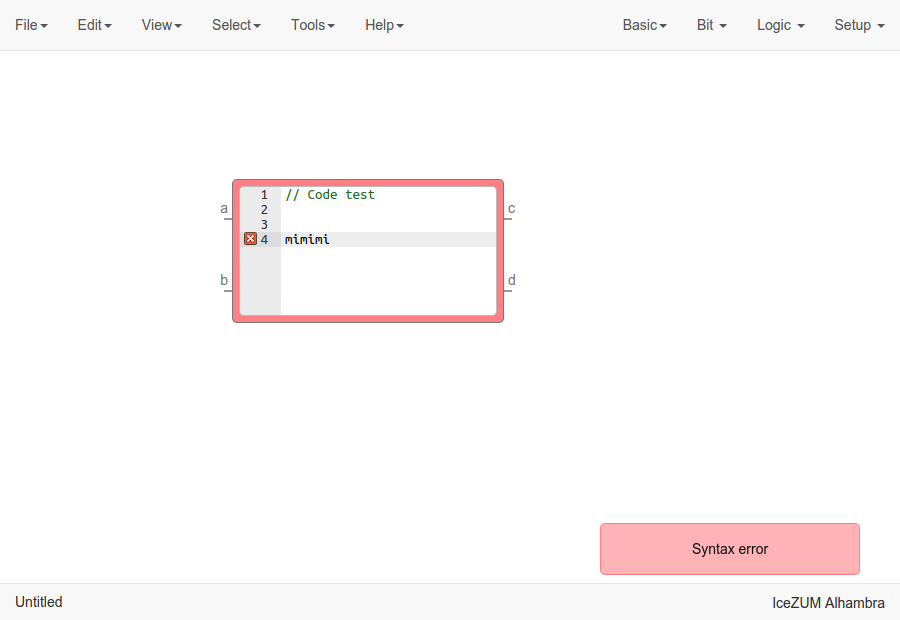 File Edit View Select Tools Help Basic Bit Logic Setup
1 // Code test
a c
2
3
4 mimimi
b d
Syntax error
Untitled IceZUM Alhambra